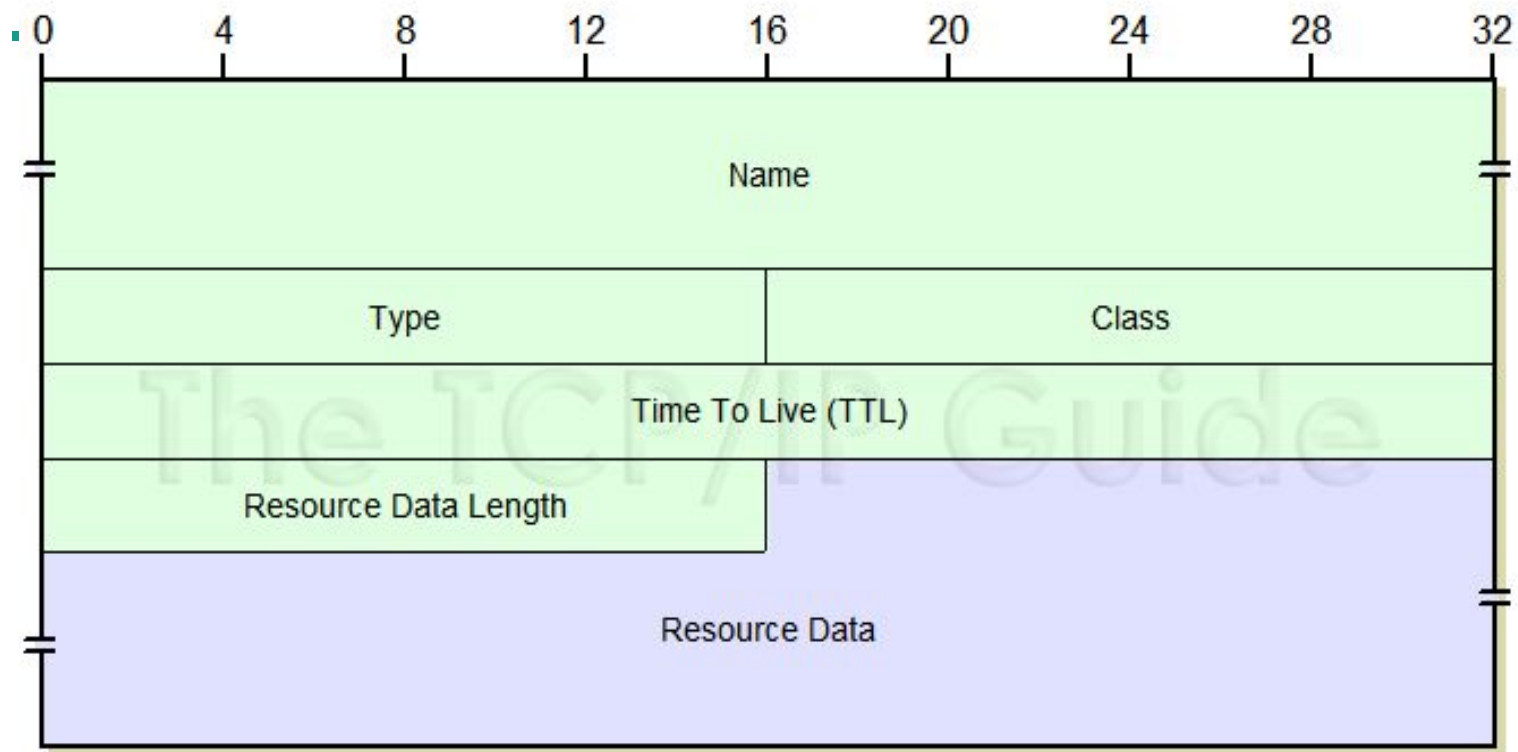 0 4 8 12 16 20 24 28 32
Name
Type Class
The TCP/IP Guide
Time To Live (TTL)
Resource Data Length
Resource Data